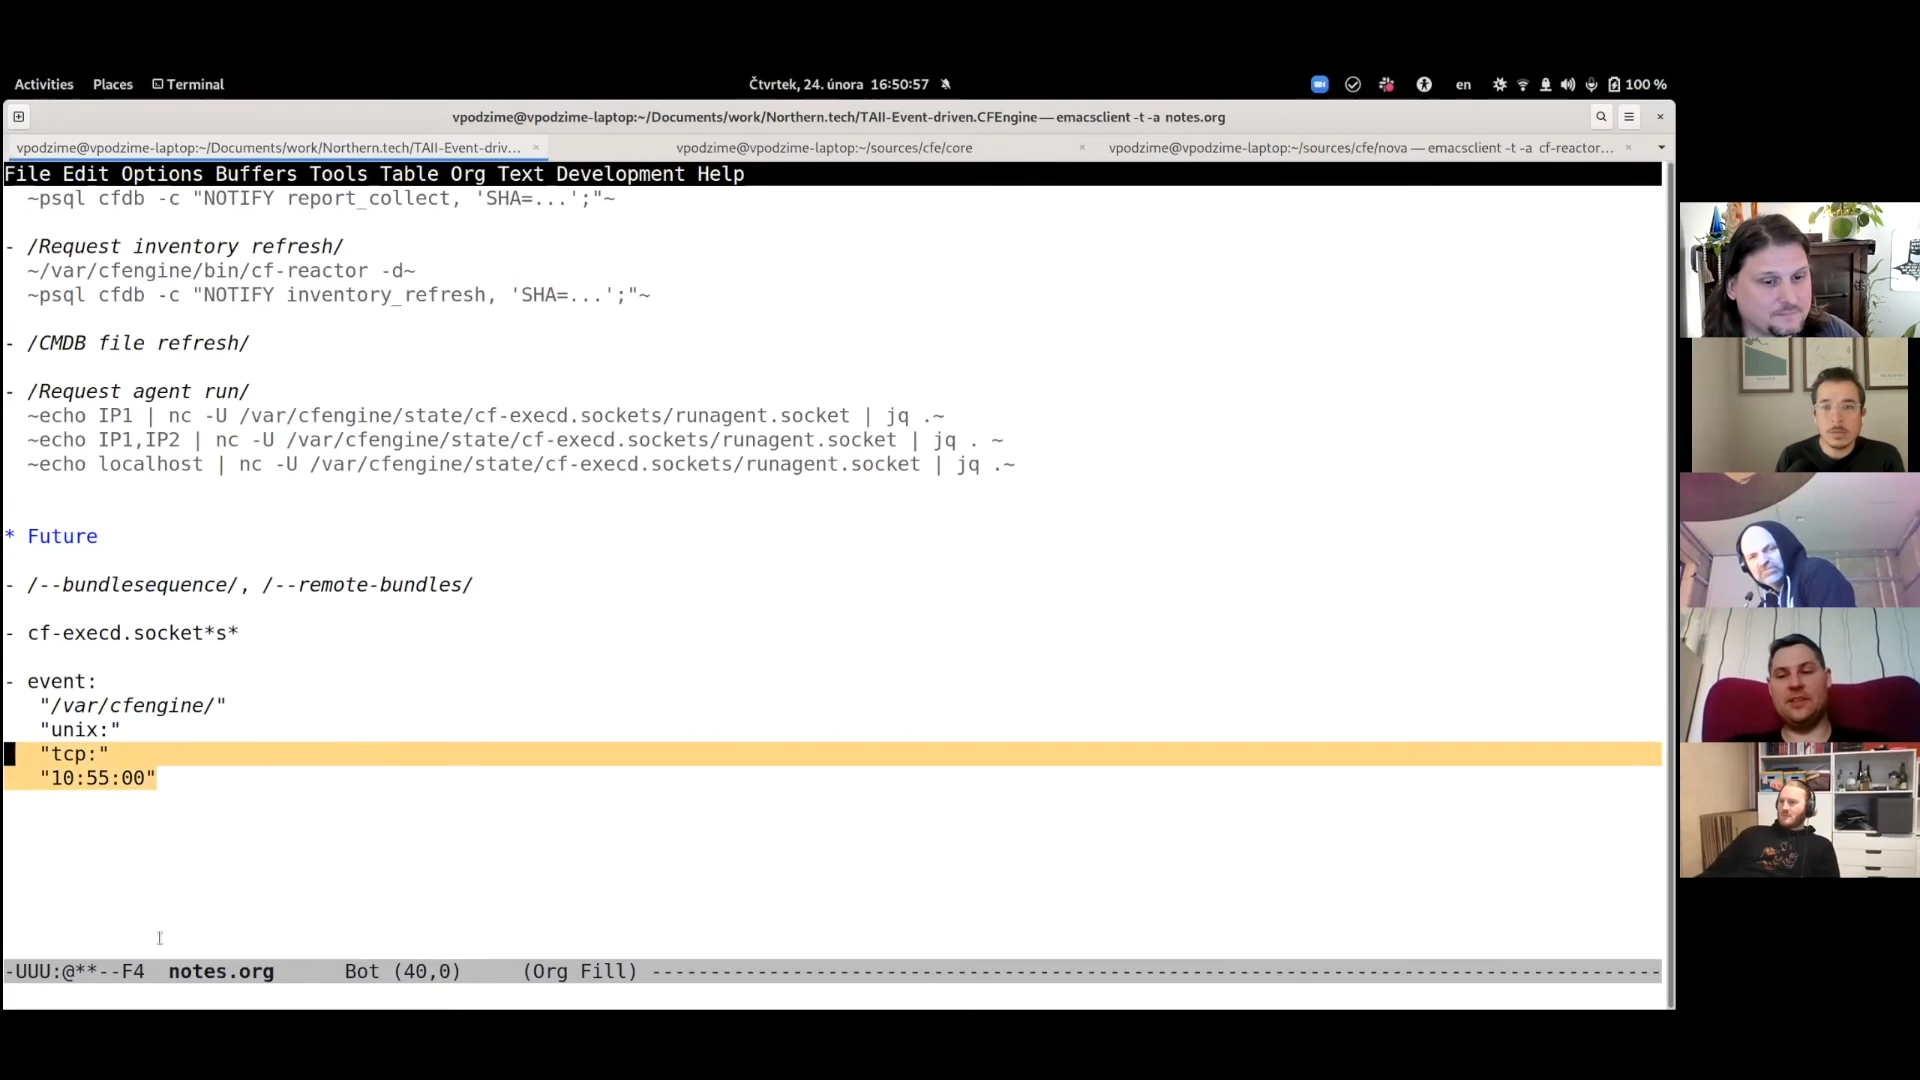 Activities Places Terminal Čtvrtek, 24. února 16:50:57 en 100 %
vpodzime@vpodzime-laptop:~/Documents/work/Northern.tech/TAII-Event-driven.CFEngine — emacsclient -t -a notes.org
vpodzime@vpodzime-laptop:~/Documents/work/Northern.tech/TAII-Event-driv... vpodzime@vpodzime-laptop:~/sources/cfe/core vpodzime@vpodzime-laptop:~/sources/cfe/nova — emacsclient -t -a cf-reactor...
File Edit Options Buffers Tools Table Org Text Development Help
~psql cfdb -c "NOTIFY report_collect, 'SHA=...';"~
- /Request inventory refresh/
~/var/cfengine/bin/cf-reactor -d~
~psql cfdb -c "NOTIFY inventory_refresh, 'SHA=...';"~
- /CMDB file refresh/
- /Request agent run/
~echo IP1 | nc -U /var/cfengine/state/cf-execd.sockets/runagent.socket | jq .~
~echo IP1,IP2 | nc -U /var/cfengine/state/cf-execd.sockets/runagent.socket | jq . ~
~echo localhost | nc -U /var/cfengine/state/cf-execd.sockets/runagent.socket | jq .~
* Future
- /--bundlesequence/, /--remote-bundles/
- cf-execd.socket*s*
- event:
"/var/cfengine/"
"unix:"
"tcp:"
"10:55:00"
-UUU:@**--F4 notes.org Bot (40,0) (Org Fill) --------------------------------------------------------------------------------------